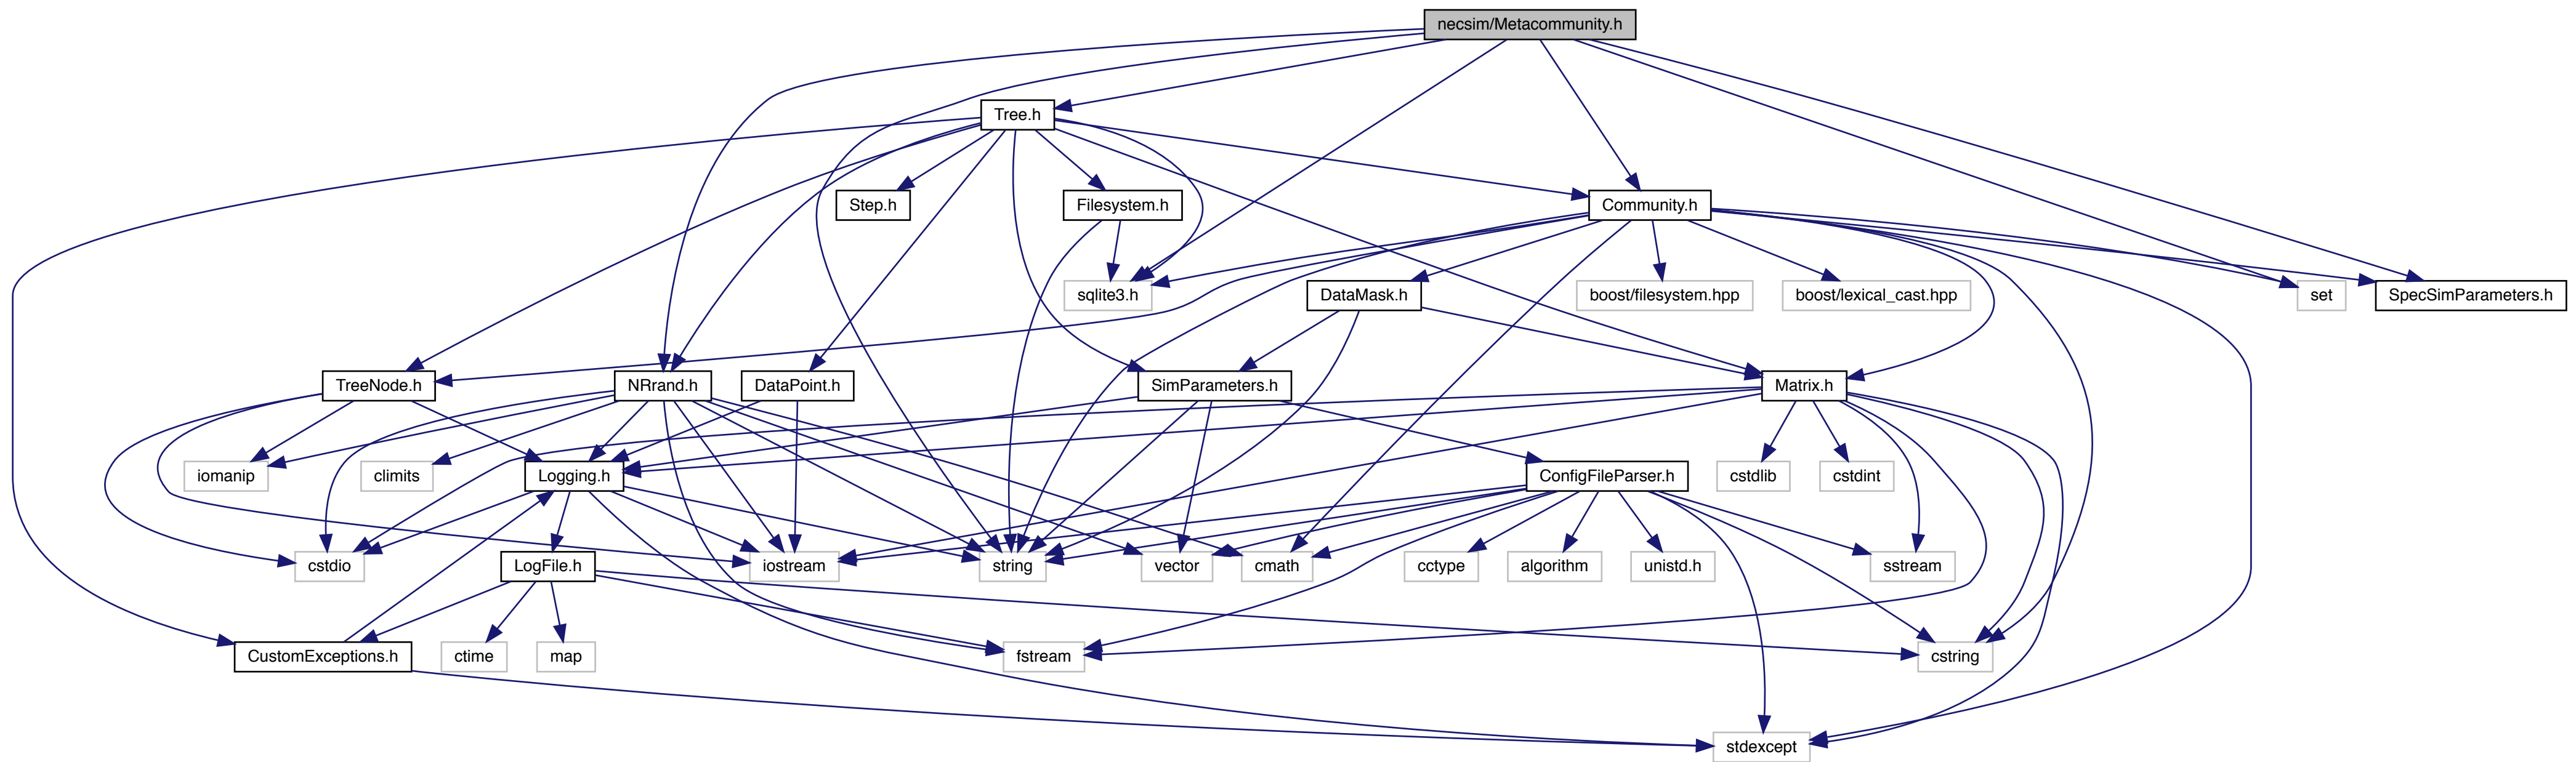 necsim/Metacommunity.h
Tree.h
Step.h
Filesystem.h
Community.h
sqlite3.h
DataMask.h
boost/filesystem.hpp
boost/lexical_cast.hpp
set
SpecSimParameters.h
TreeNode.h
NRrand.h
DataPoint.h
SimParameters.h
Matrix.h
iomanip
climits
Logging.h
ConfigFileParser.h
cstdlib
cstdint
cstdio
LogFile.h
iostream
string
vector
cmath
cctype
algorithm
unistd.h
sstream
CustomExceptions.h
ctime
map
fstream
cstring
stdexcept